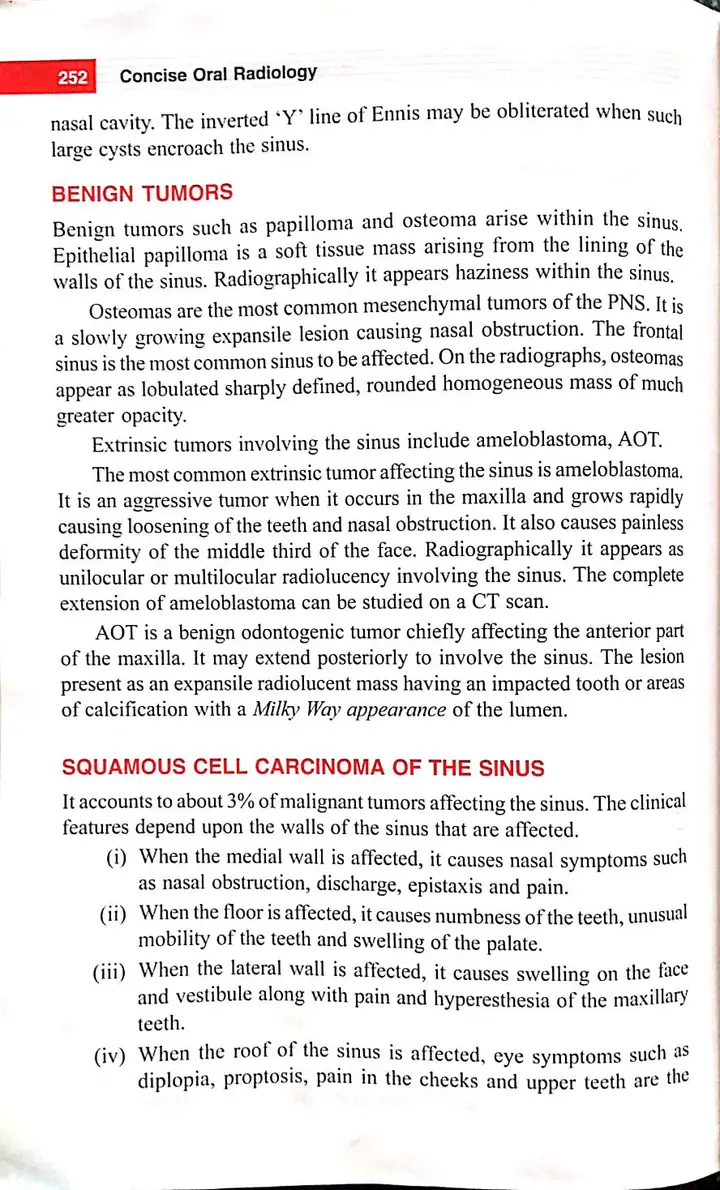 252 Concise Oral Radiology
nasal cavity. The inverted ‘Y’ line of Ennis may be obliterated when such
large cysts encroach the sinus.
BENIGN TUMORS
Benign tumors such as papilloma and osteoma arise within the sinus.
Epithelial papilloma is a soft tissue mass arising from the lining of the
walls of the sinus. Radiographically it appears haziness within the sinus.
Osteomas are the most common mesenchymal tumors of the PNS. It is
a slowly growing expansile lesion causing nasal obstruction. The frontal
sinus is the most common sinus to be affected. On the radiographs, osteomas
appear as lobulated sharply defined, rounded homogeneous mass of much
greater opacity.
Extrinsic tumors involving the sinus include ameloblastoma, AOT.
The most common extrinsic tumor affecting the sinus is ameloblastoma.
It is an aggressive tumor when it occurs in the maxilla and grows rapidly
causing loosening of the teeth and nasal obstruction. It also causes painless
deformity of the middle third of the face. Radiographically it appears as
unilocular or multilocular radiolucency involving the sinus. The complete
extension of ameloblastoma can be studied on a CT scan.
AOT is a benign odontogenic tumor chiefly affecting the anterior part
of the maxilla. It may extend posteriorly to involve the sinus. The lesion
present as an expansile radiolucent mass having an impacted tooth or areas
of calcification with a Milky Way appearance of the lumen.
SQUAMOUS CELL CARCINOMA OF THE SINUS
It accounts to about 3% of malignant tumors affecting the sinus. The clinical
features depend upon the walls of the sinus that are affected.
(i) When the medial wall is affected, it causes nasal symptoms such
as nasal obstruction, discharge, epistaxis and pain.
(ii) When the floor is affected, it causes numbness of the teeth, unusual
mobility of the teeth and swelling of the palate.
(iii) When the lateral wall is affected, it causes swelling on the face
and vestibule along with pain and hyperesthesia of the maxillary
teeth.
(iv) When the roof of the sinus is affected, eye symptoms such as
diplopia, proptosis, pain in the cheeks and upper teeth are the